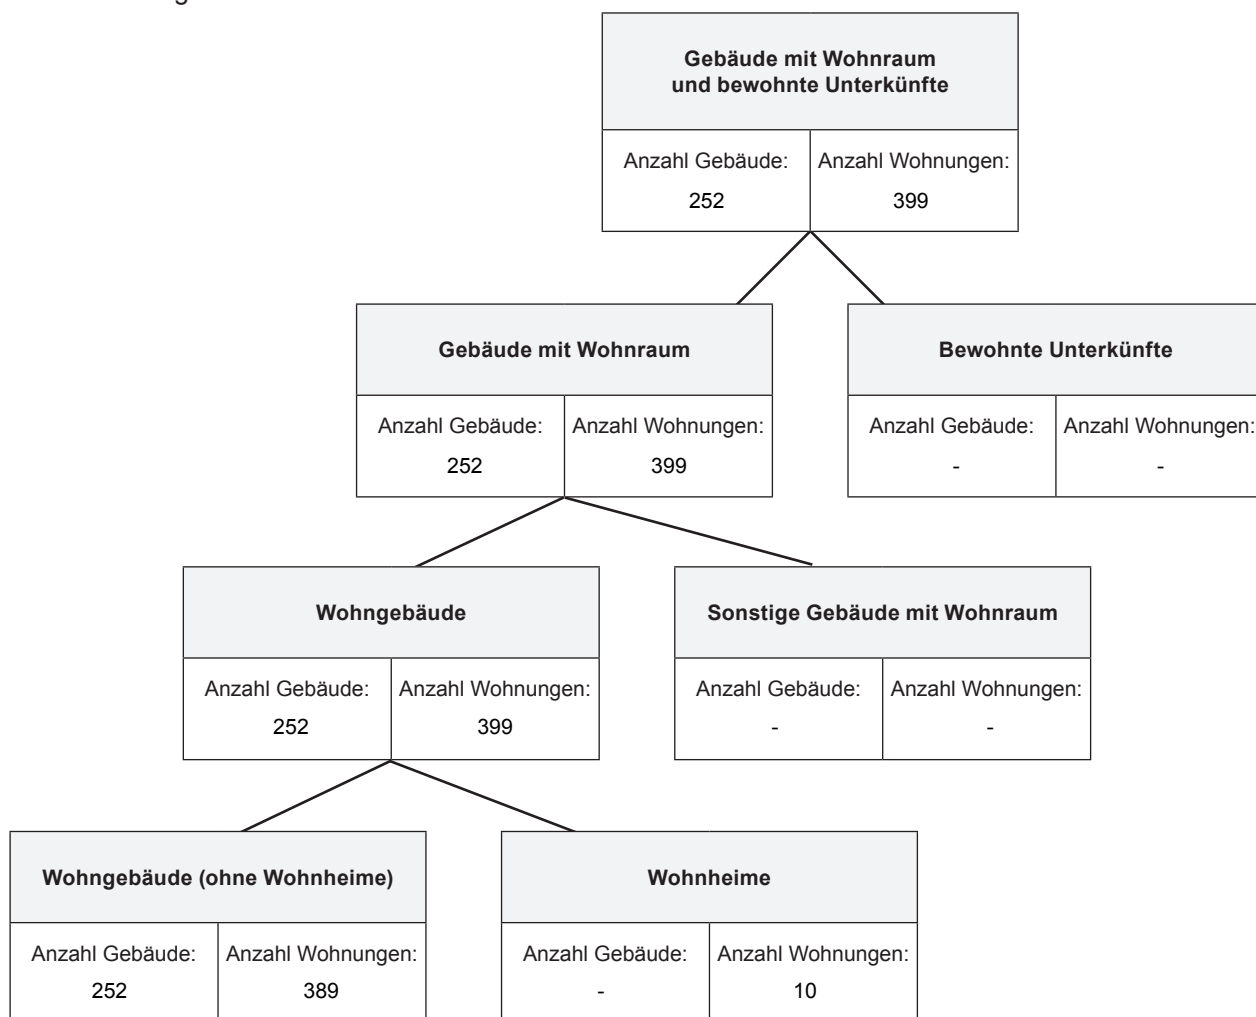 Gebäude mit Wohnraum
und bewohnte Unterkünfte
Anzahl Gebäude: Anzahl Wohnungen:
252 399
Gebäude mit Wohnraum
Anzahl Gebäude: Anzahl Wohnungen:
252 399
Bewohnte Unterkünfte
Anzahl Gebäude: Anzahl Wohnungen:
- -
Wohngebäude
Anzahl Gebäude: Anzahl Wohnungen:
252 399
Sonstige Gebäude mit Wohnraum
Anzahl Gebäude: Anzahl Wohnungen:
- -
Wohngebäude (ohne Wohnheime)
Anzahl Gebäude: Anzahl Wohnungen:
252 389
Wohnheime
Anzahl Gebäude: Anzahl Wohnungen:
- 10